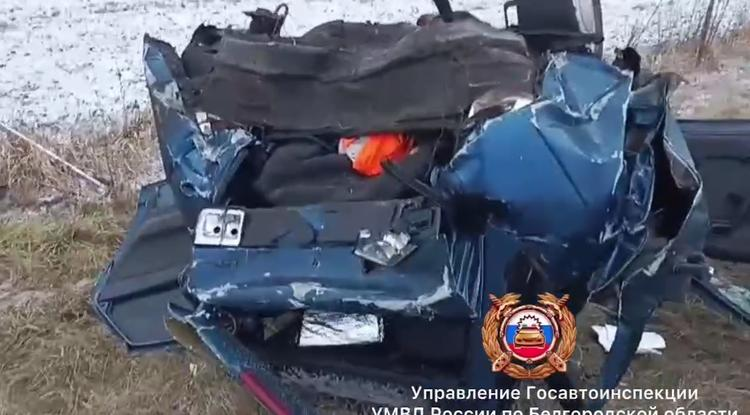 Управление Госавтоинспекции
УМВД России по Белгородской области